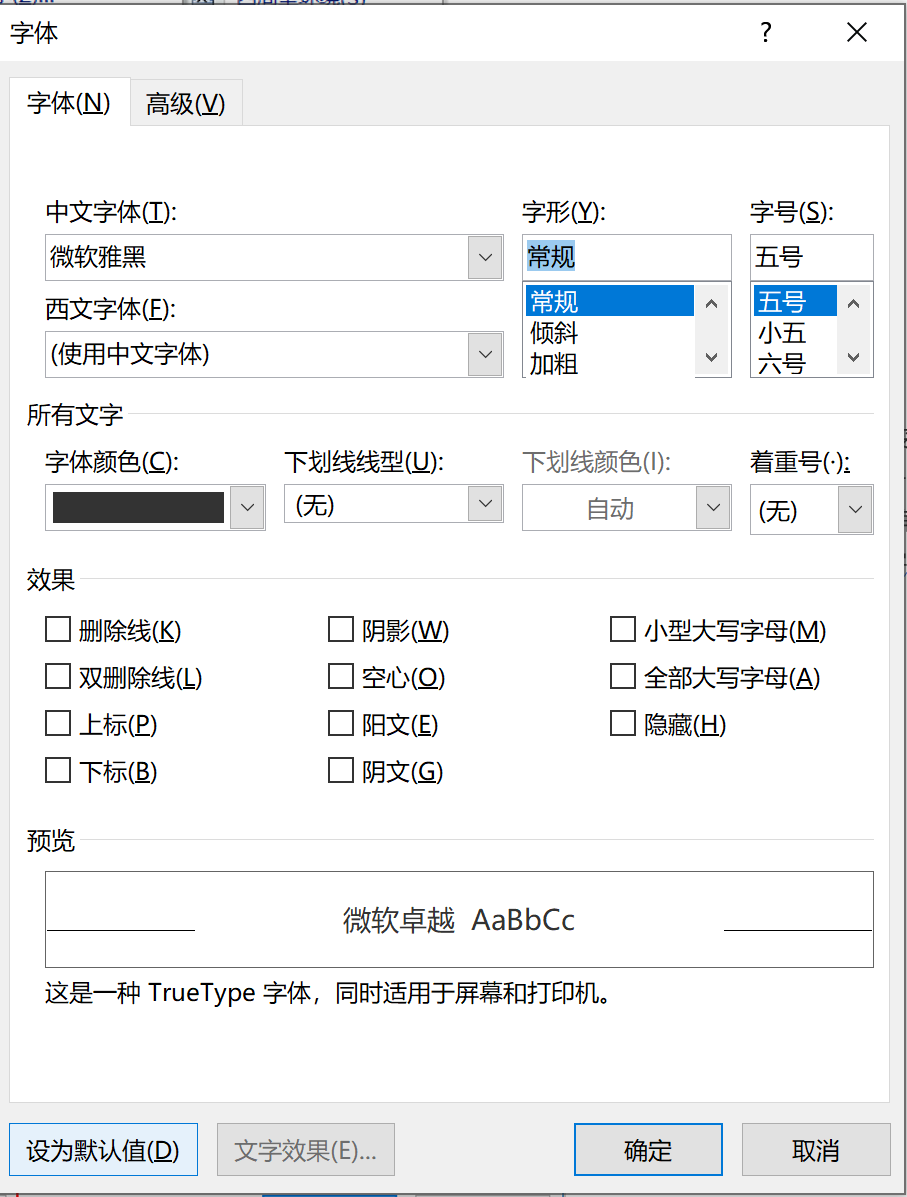 字体 ?
字体(N) 高级(V)
中文字体(T): 字形(Y): 字号(S):
微软雅黑 常规 五号
常规 五号
西文字体(F): 倾斜 小五
(使用中文字体) 加粗 六号
所有文字
字体颜色(C): 下划线线型(U): 下划线颜色(I): 着重号(·):
(无) 自动 (无)
效果
删除线(K) 阴影(W) 小型大写字母(M)
双删除线(L) 空心(O) 全部大写字母(A)
上标(P) 阳文(E) 隐藏(H)
下标(B) 阴文(G)
预览
微软卓越 AaBbCc
这是一种 TrueType 字体，同时适用于屏幕和打印机。
设为默认值(D) 文字效果(E)... 确定 取消